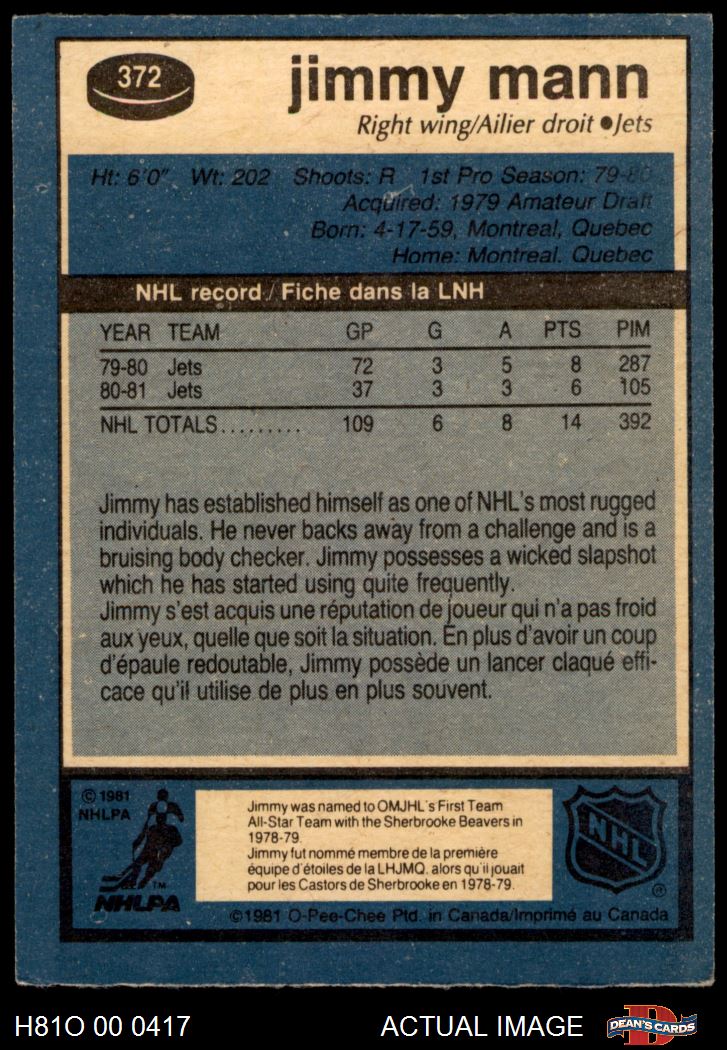 372
jimmy mann
Right wing/Ailier droit ●Jets
Ht: 6'0" Wt: 202 Shoots: R 1st Pro Season: 79-80
Acquired: 1979 Amateur Draft
Born: 4-17-59, Montreal, Quebec
Home: Montreal. Quebec
NHL record / Fiche dans la LNH
YEAR TEAM GP G A PTS PIM
79-80 Jets 72 3 5 8 287
80-81 Jets 37 3 3 6 105
NHL TOTALS......... 109 6 8 14 392
Jimmy has established himself as one of NHL's most rugged
individuals. He never backs away from a challenge and is a
bruising body checker. Jimmy possesses a wicked slapshot
which he has started using quite frequently.
Jimmy s'est acquis une réputation de joueur qui n'a pas froid
aux yeux, quelle que soit la situation. En plus d'avoir un coup
d'épaule redoutable, Jimmy possède un lancer claqué effi-
cace qu'il utilise de plus en plus souvent.
© 1981
NHLPA
TM
NHLPA
Jimmy was named to OMJHL's First Team
All-Star Team with the Sherbrooke Beavers in
1978-79.
Jimmy fut nommé membre de la première
équipe d'étoiles de la LHJMQ. alors qu'il jouait
pour les Castors de Sherbrooke en 1978-79.
NHL
®
©1981 O-Pee-Chee Ptd. in Canada/Imprimé au Canada
H81O 00 0417
ACTUAL IMAGE
DEAN'S CARDS